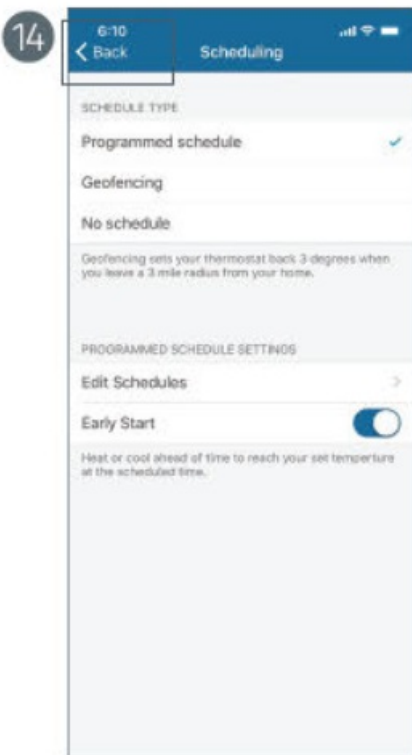 14
6:10
Back Scheduling
SCHEDULE TYPE
Programmed schedule
Geofencing
No schedule
Geofencing sets your thermostat back 3 degrees when
you leave a 3 mile radius from your home.
PROGRAMMED SCHEDULE SETTINGS
Edit Schedules
Early Start
Heat or cool ahead of time to reach your set temperture
at the scheduled time.